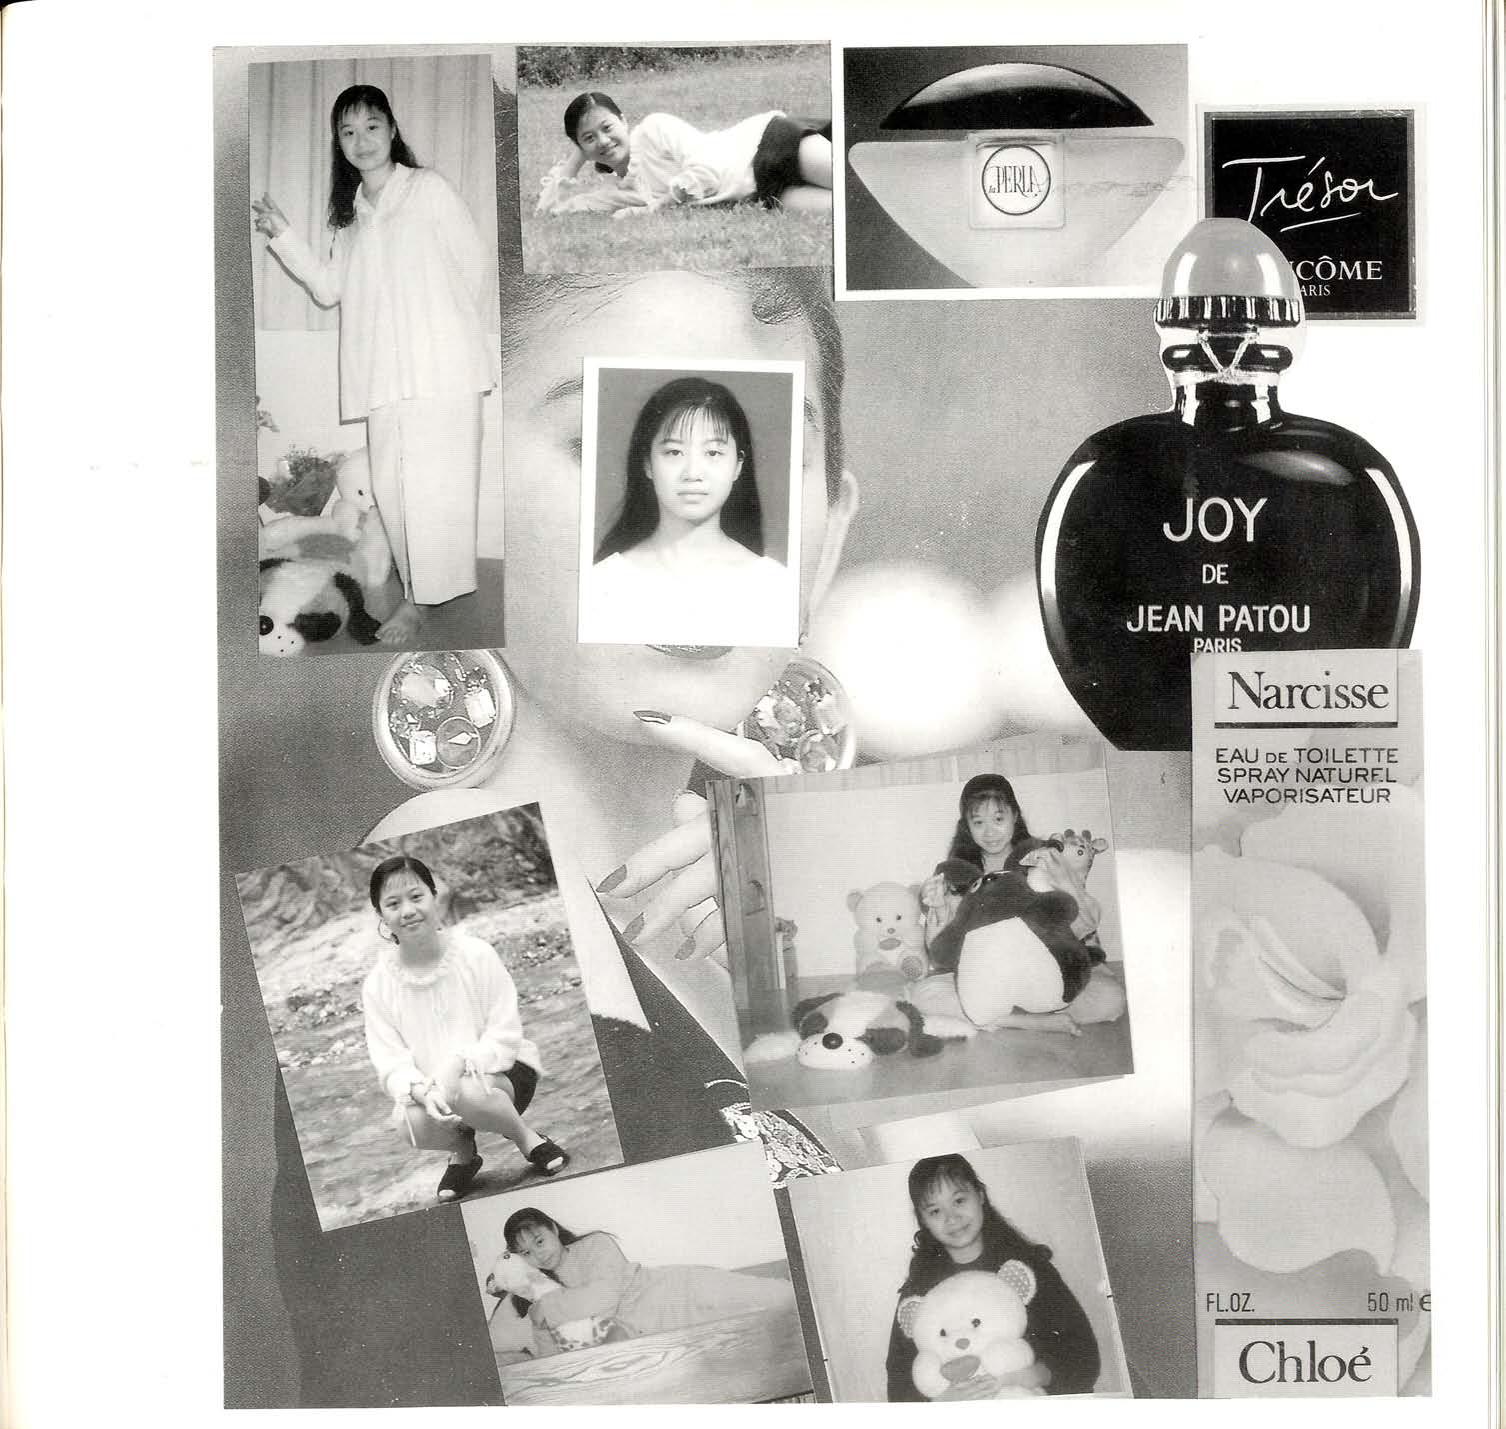 la PERLA
Trésor
CÔME
ARIS
JOY
DE
JEAN PATOU
PARIS
Narcisse
EAU DE TOILETTE
SPRAY NATUREL
VAPORISATEUR
FL.OZ. 50 ml e
Chloé